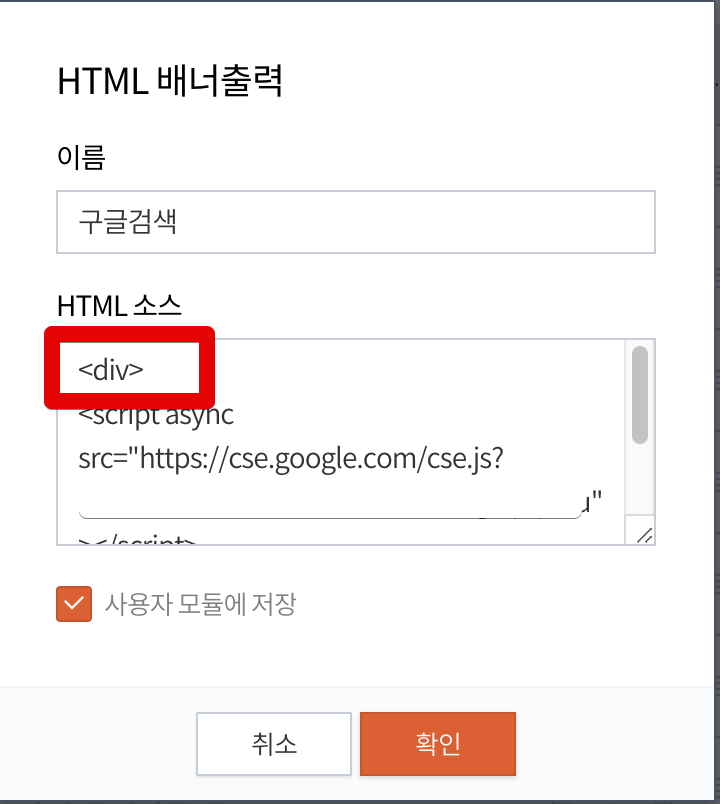 HTML 배너출력
이름
구글검색
HTML 소스
<div>
<script async
src="https://cse.google.com/cse.js?
u"
></script>
사용자 모듈에 저장
취소
확인